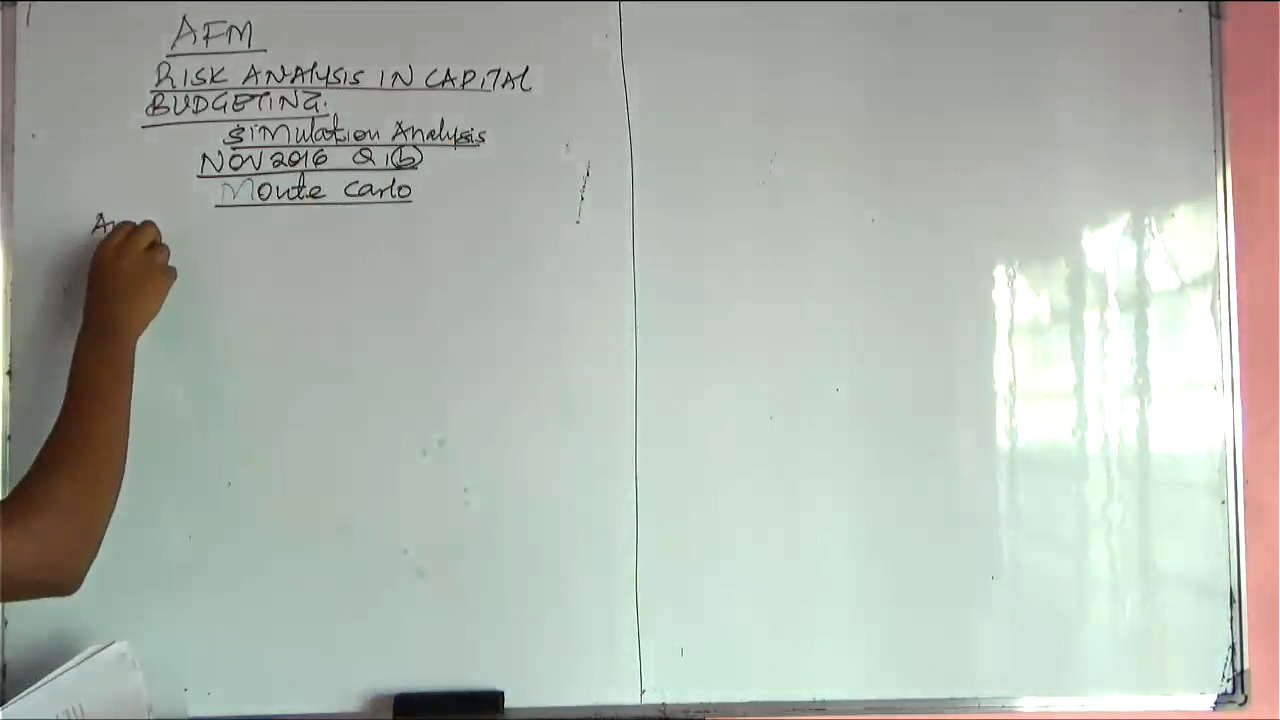 AFM
RISK ANALYSIS IN CAPITAL
BUDGETING.
Simulation Analysis
NOV 2016 Q 1(b)
Monte Carlo